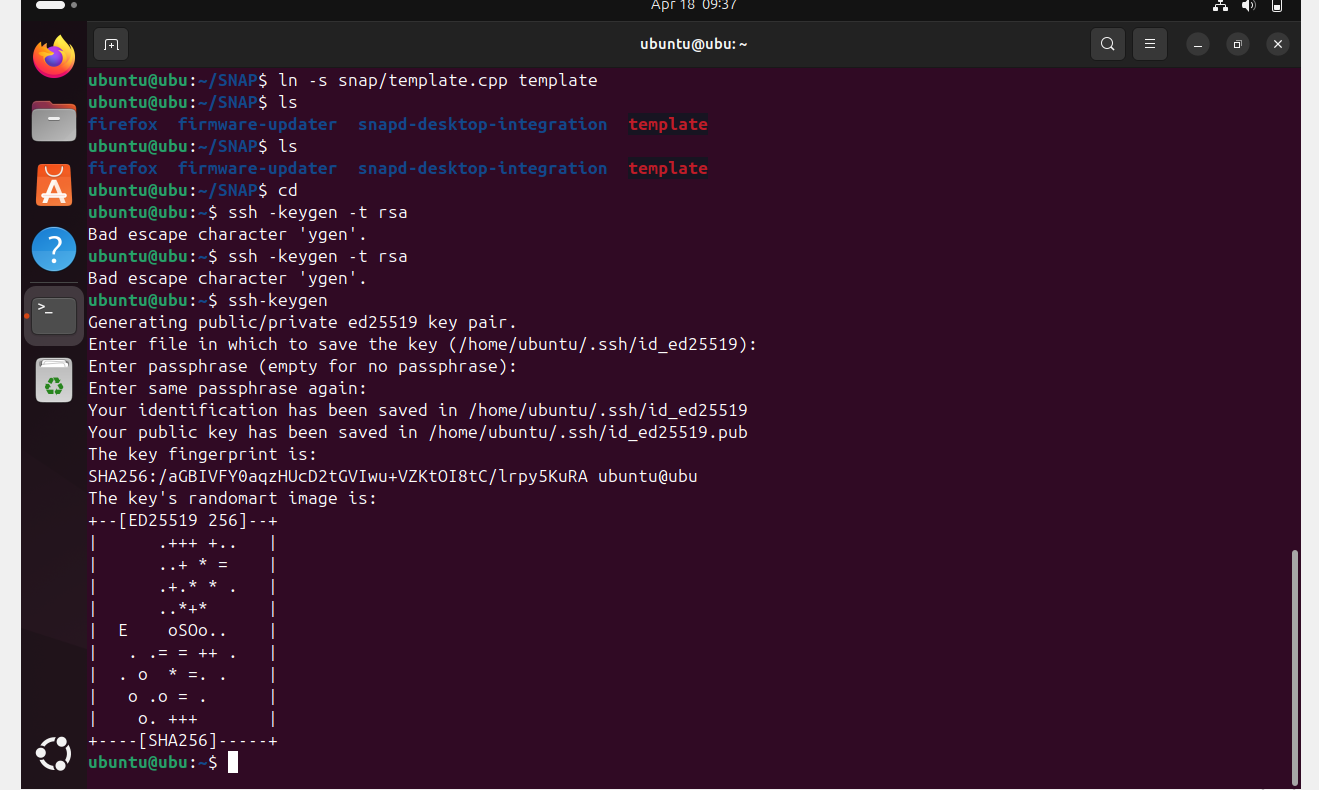 Apr 18 09:37
ubuntu@ubu: ~
ubuntu@ubu:~/SNAP$ ln -s snap/template.cpp template
ubuntu@ubu:~/SNAP$ ls
firefox  firmware-updater  snapd-desktop-integration  template
ubuntu@ubu:~/SNAP$ ls
firefox  firmware-updater  snapd-desktop-integration  template
ubuntu@ubu:~/SNAP$ cd
ubuntu@ubu:~$ ssh -keygen -t rsa
Bad escape character 'ygen'.
ubuntu@ubu:~$ ssh -keygen -t rsa
Bad escape character 'ygen'.
ubuntu@ubu:~$ ssh-keygen
Generating public/private ed25519 key pair.
Enter file in which to save the key (/home/ubuntu/.ssh/id_ed25519):
Enter passphrase (empty for no passphrase):
Enter same passphrase again:
Your identification has been saved in /home/ubuntu/.ssh/id_ed25519
Your public key has been saved in /home/ubuntu/.ssh/id_ed25519.pub
The key fingerprint is:
SHA256:/aGBIVFY0aqzHUcD2tGVIwu+VZKtOI8tC/lrpy5KuRA ubuntu@ubu
The key's randomart image is:
+--[ED25519 256]--+
|      .+++ +..   |
|      ..+ * =    |
|      .+.* * .   |
|      ..*+*      |
|  E    oSOo..    |
|   . .= = ++ .   |
|  . o  * =. .    |
|   o .o = .      |
|    o. +++       |
+----[SHA256]-----+
ubuntu@ubu:~$